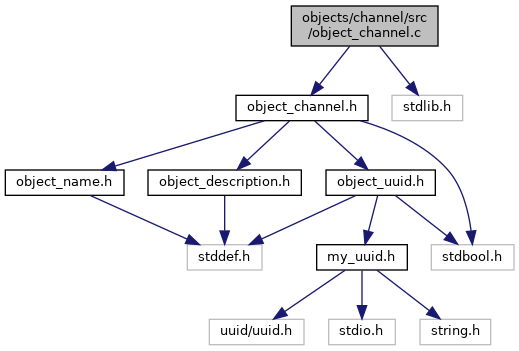 objects/channel/src
/object_channel.c
object_channel.h
stdlib.h
object_name.h
object_description.h
object_uuid.h
stddef.h
my_uuid.h
stdbool.h
uuid/uuid.h
stdio.h
string.h